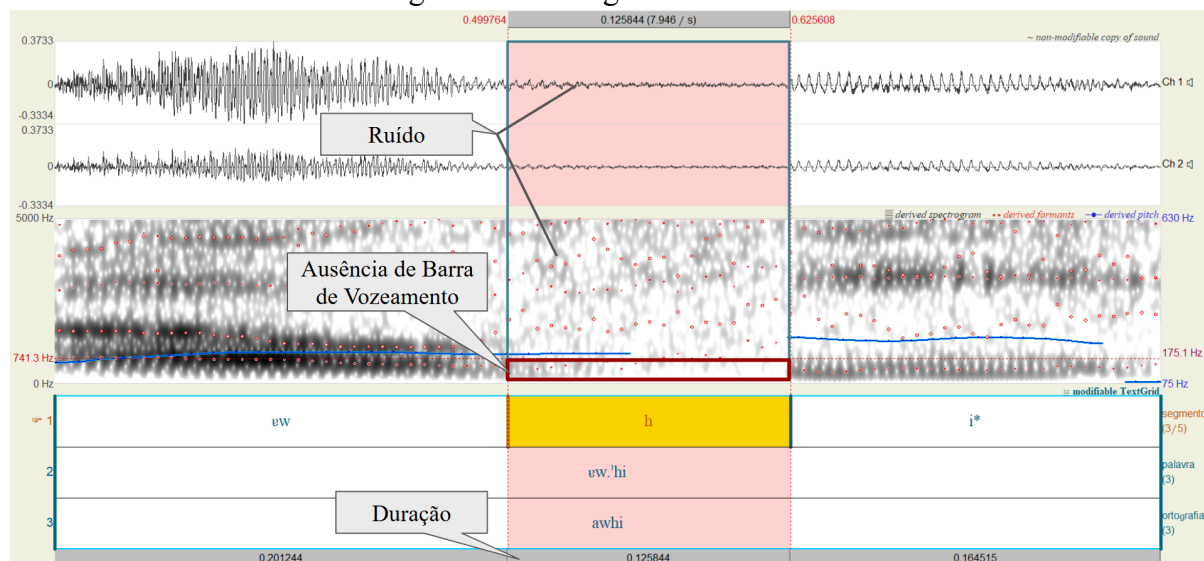 0.499764 0.125844 (7.946 / s) 0.625608
0.3733 ~ non-modifiable copy of sound
0 Ch 1
-0.3334
Ruído
0.3733
0 Ch 2
-0.3334
5000 Hz derived spectrogram derived formants derived pitch 630 Hz
Ausência de Barra
de Vozeamento
741.3 Hz 175.1 Hz
0 Hz 75 Hz
modifiable TextGrid
1 ɐw h i* segmento
(3/5)
2 ɐw.ˈhi palavra
(3)
Duração
3 awhi ortografia
(3)
0.201244 0.125844 0.164515